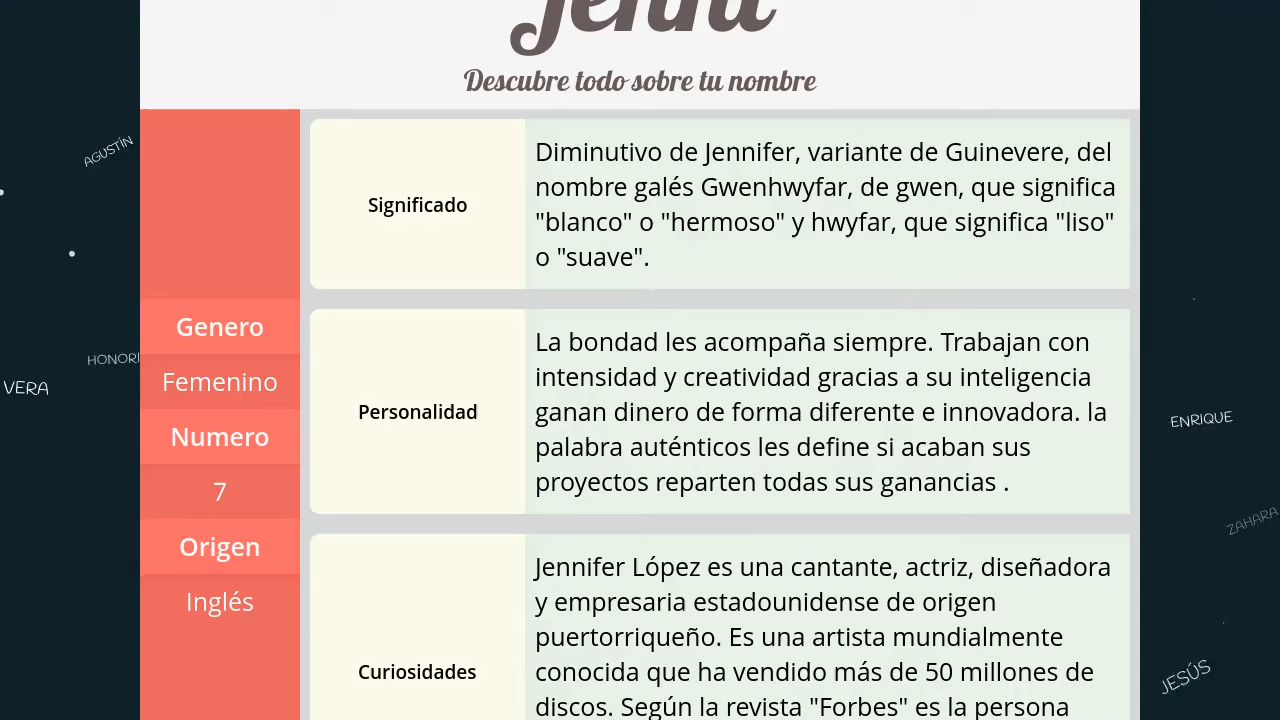 Descubre todo sobre tu nombre
AGUSTÍN
Significado
Diminutivo de Jennifer, variante de Guinevere, del
nombre galés Gwenhwyfar, de gwen, que significa
"blanco" o "hermoso" y hwyfar, que significa "liso"
o "suave".
Genero
Femenino
Numero
7
Origen
Inglés
VERA
Personalidad
La bondad les acompaña siempre. Trabajan con
intensidad y creatividad gracias a su inteligencia
ganan dinero de forma diferente e innovadora. la
palabra auténticos les define si acaban sus
proyectos reparten todas sus ganancias .
ENRIQUE
ZAHARA
Curiosidades
Jennifer López es una cantante, actriz, diseñadora
y empresaria estadounidense de origen
puertorriqueño. Es una artista mundialmente
conocida que ha vendido más de 50 millones de
discos. Según la revista "Forbes" es la persona
JESÚS